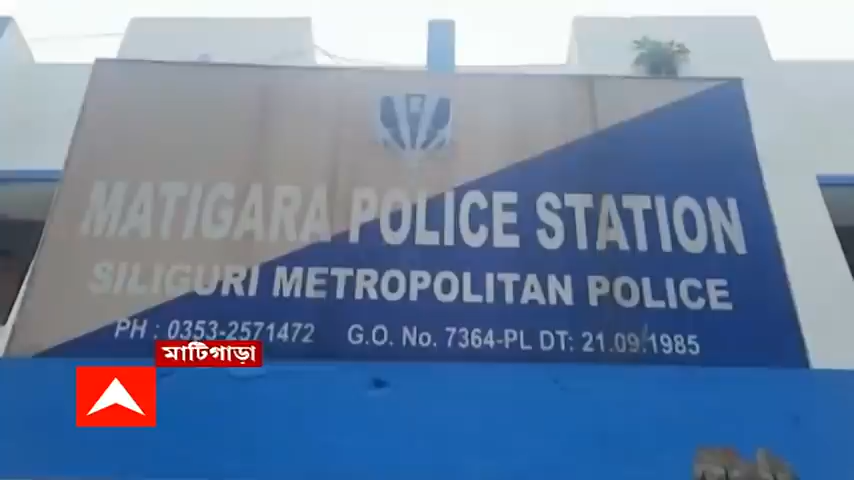 MATIGARA POLICE STATION
SILIGURI METROPOLITAN POLICE
PH : 0353-2571472 G.O. No. 7364-PL DT: 21.09.1985
মাটিগাড়া